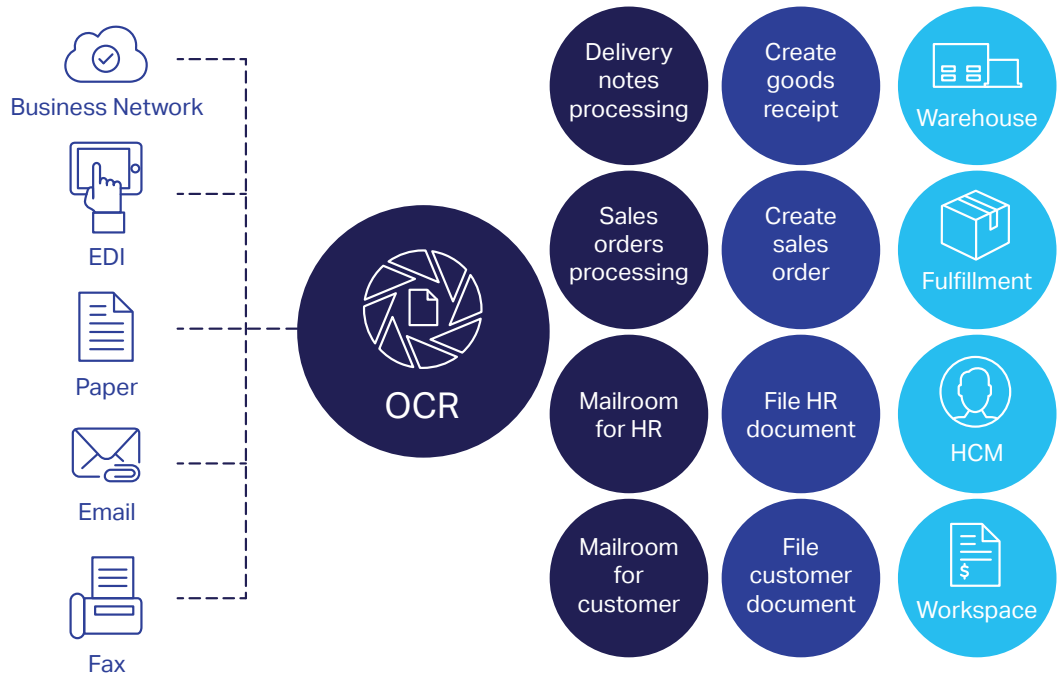 Business Network
EDI
Paper
Email
Fax
OCR
Delivery
notes
processing
Create
goods
receipt
Warehouse
Sales
orders
processing
Create
sales
order
Fulfillment
Mailroom
for HR
File HR
document
HCM
Mailroom
for
customer
File
customer
document
$
Workspace